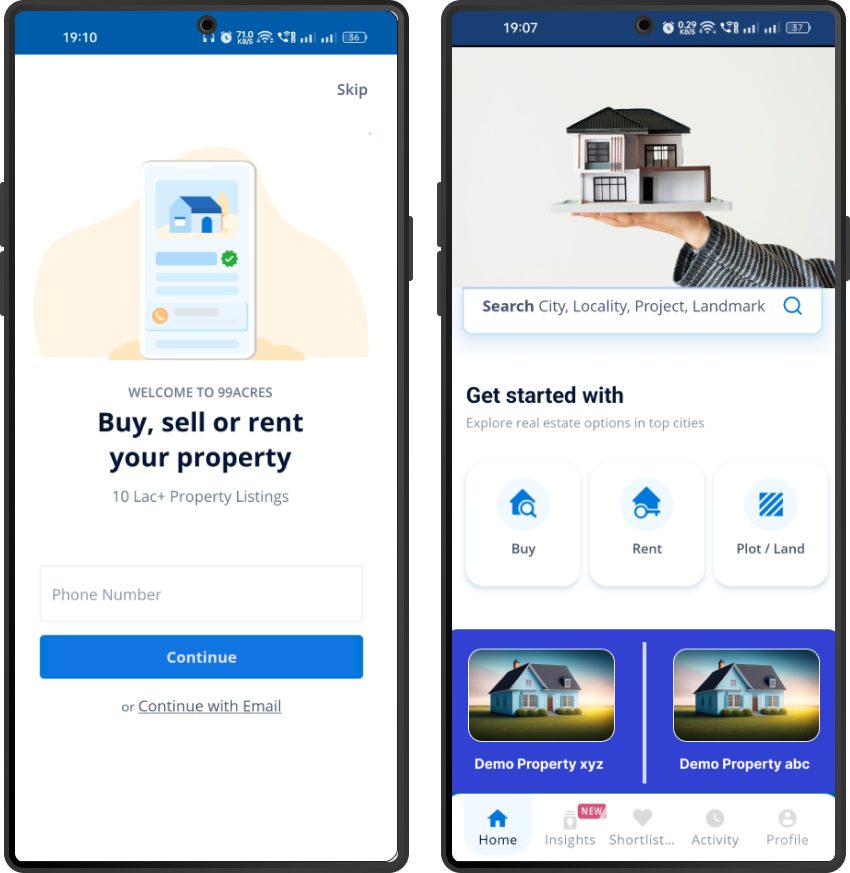 19:10
71.0
KB/S
36
Skip
WELCOME TO 99ACRES
Buy, sell or rent
your property
10 Lac+ Property Listings
Phone Number
Continue
or Continue with Email
19:07
0.29
KB/S
37
Search City, Locality, Project, Landmark
Get started with
Explore real estate options in top cities
Buy
Rent
Plot / Land
Demo Property xyz
Demo Property abc
NEW
Home
Insights
Shortlist...
Activity
Profile